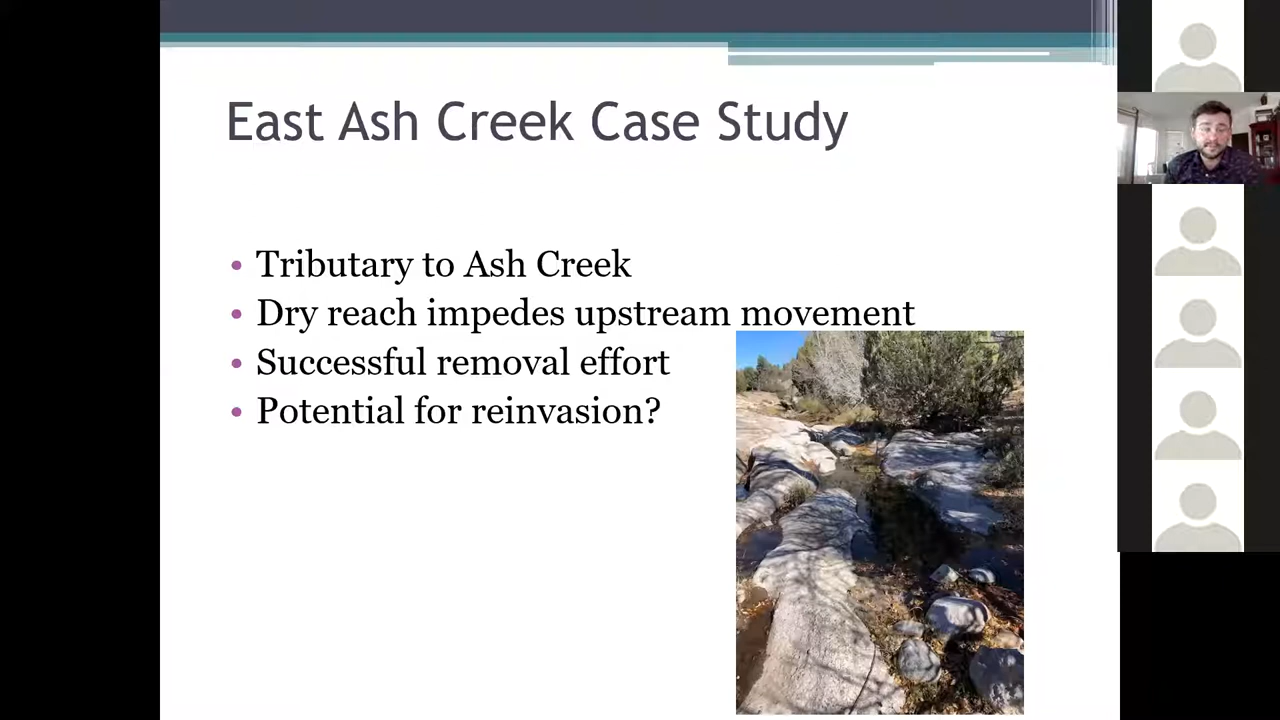 East Ash Creek Case Study
• Tributary to Ash Creek
• Dry reach impedes upstream movement
• Successful removal effort
• Potential for reinvasion?